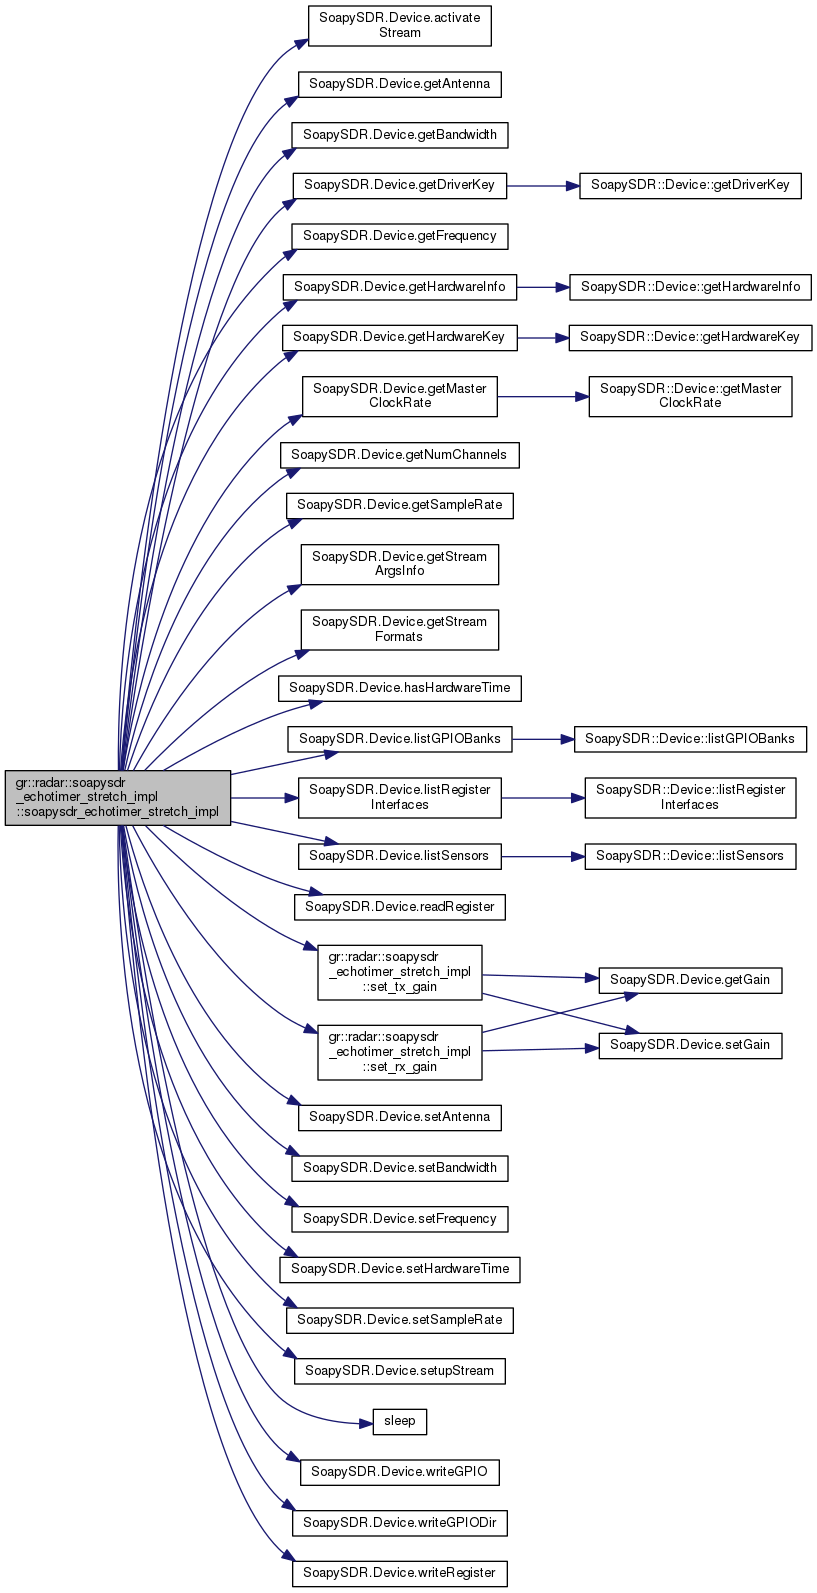 SoapySDR.Device.activate
Stream
SoapySDR.Device.getAntenna
SoapySDR.Device.getBandwidth
SoapySDR.Device.getDriverKey
SoapySDR::Device::getDriverKey
SoapySDR.Device.getFrequency
SoapySDR.Device.getHardwareInfo
SoapySDR::Device::getHardwareInfo
SoapySDR.Device.getHardwareKey
SoapySDR::Device::getHardwareKey
SoapySDR.Device.getMaster
ClockRate
SoapySDR::Device::getMaster
ClockRate
SoapySDR.Device.getNumChannels
SoapySDR.Device.getSampleRate
SoapySDR.Device.getStream
ArgsInfo
SoapySDR.Device.getStream
Formats
SoapySDR.Device.hasHardwareTime
SoapySDR.Device.listGPIOBanks
SoapySDR::Device::listGPIOBanks
gr::radar::soapysdr
_echotimer_stretch_impl
::soapysdr_echotimer_stretch_impl
SoapySDR.Device.listRegister
Interfaces
SoapySDR::Device::listRegister
Interfaces
SoapySDR.Device.listSensors
SoapySDR::Device::listSensors
SoapySDR.Device.readRegister
gr::radar::soapysdr
_echotimer_stretch_impl
::set_tx_gain
SoapySDR.Device.getGain
gr::radar::soapysdr
_echotimer_stretch_impl
::set_rx_gain
SoapySDR.Device.setGain
SoapySDR.Device.setAntenna
SoapySDR.Device.setBandwidth
SoapySDR.Device.setFrequency
SoapySDR.Device.setHardwareTime
SoapySDR.Device.setSampleRate
SoapySDR.Device.setupStream
sleep
SoapySDR.Device.writeGPIO
SoapySDR.Device.writeGPIODir
SoapySDR.Device.writeRegister